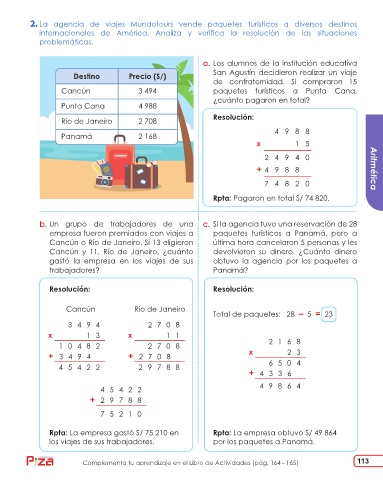 2. La agencia de viajes Mundotours vende paquetes turísticos a diversos destinos
internacionales de América. Analiza y verifica la resolución de las situaciones
problemáticas.
Destino Precio (S/)
Cancún 3 494
Punta Cana 4 988
Río de Janeiro 2 708
Panamá 2 168
a. Los alumnos de la institución educativa
San Agustín decidieron realizar un viaje
de confraternidad. Si compraron 15
paquetes turísticos a Punta Cana,
¿cuánto pagaron en total?
Resolución:
4 9 8 8
x 1 5
2 4 9 4 0
+ 4 9 8 8
7 4 8 2 0
Rpta: Pagaron en total S/ 74 820.
Aritmética
b. Un grupo de trabajadores de una
empresa fueron premiados con viajes a
Cancún o Río de Janeiro. Si 13 eligieron
Cancún y 11, Río de Janeiro, ¿cuánto
gastó la empresa en los viajes de sus
trabajadores?
Resolución:
Cancún Río de Janeiro
3 4 9 4 2 7 0 8
x 1 3 x 1 1
1 0 4 8 2 2 7 0 8
+ 3 4 9 4 + 2 7 0 8
4 5 4 2 2 2 9 7 8 8
4 5 4 2 2
+ 2 9 7 8 8
7 5 2 1 0
Rpta: La empresa gastó S/ 75 210 en
los viajes de sus trabajadores.
c. Si la agencia tuvo una reservación de 28
paquetes turísticos a Panamá, pero a
última hora cancelaron 5 personas y les
devolvieron su dinero. ¿Cuánto dinero
obtuvo la agencia por los paquetes a
Panamá?
Resolución:
Total de paquetes: 28 − 5 = 23
2 1 6 8
x 2 3
6 5 0 4
+ 4 3 3 6
4 9 8 6 4
Rpta: La empresa obtuvo S/ 49 864
por los paquetes a Panamá.
Complementa tu aprendizaje en el Libro de Actividades (pág. 164 - 165) 113